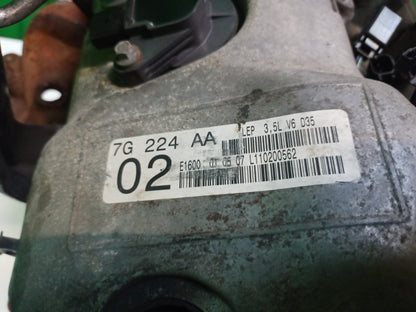 7G 224 AA LEP 3.5L V6 D35
02 E1600 07 L110200562